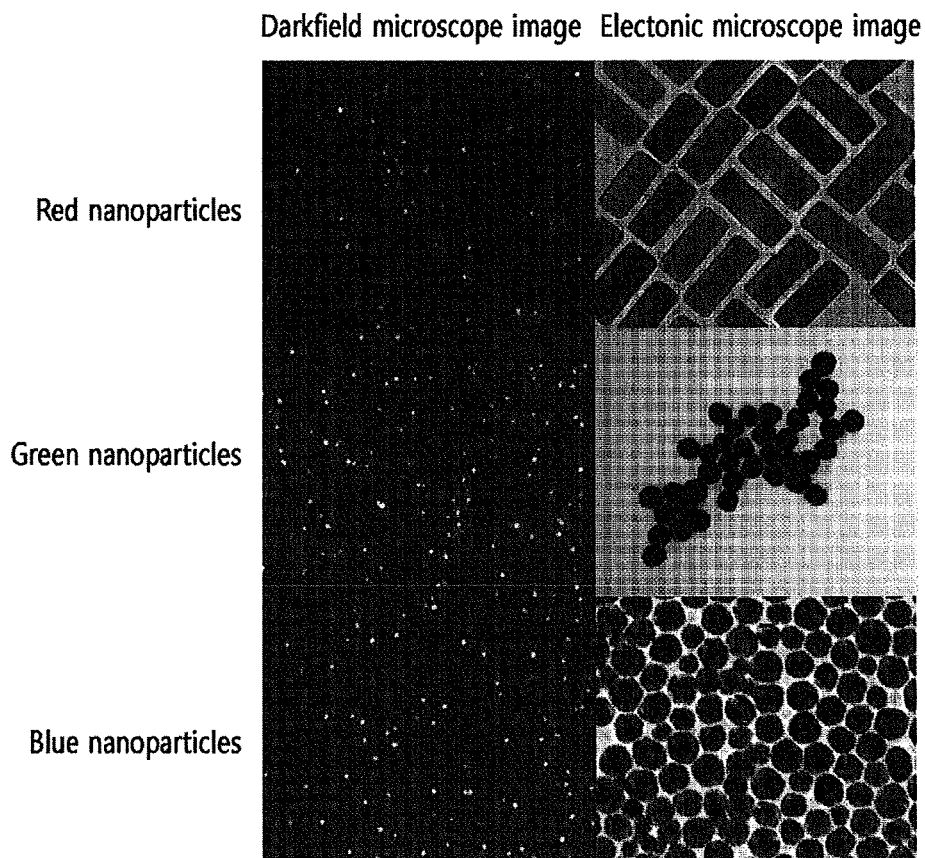 Darkfield microscope image Electonic microscope image
Red nanoparticles
Green nanoparticles
Blue nanoparticles